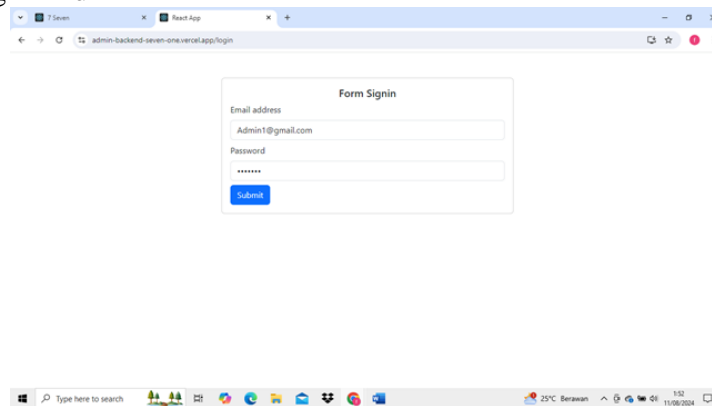 7 Seven
React App
admin-backend-seven-one.vercel.app/login
Form Signin
Email address
Admin1@gmail.com
Password
•••••••
Submit
Type here to search
25°C Berawan
1:52
11/08/2024